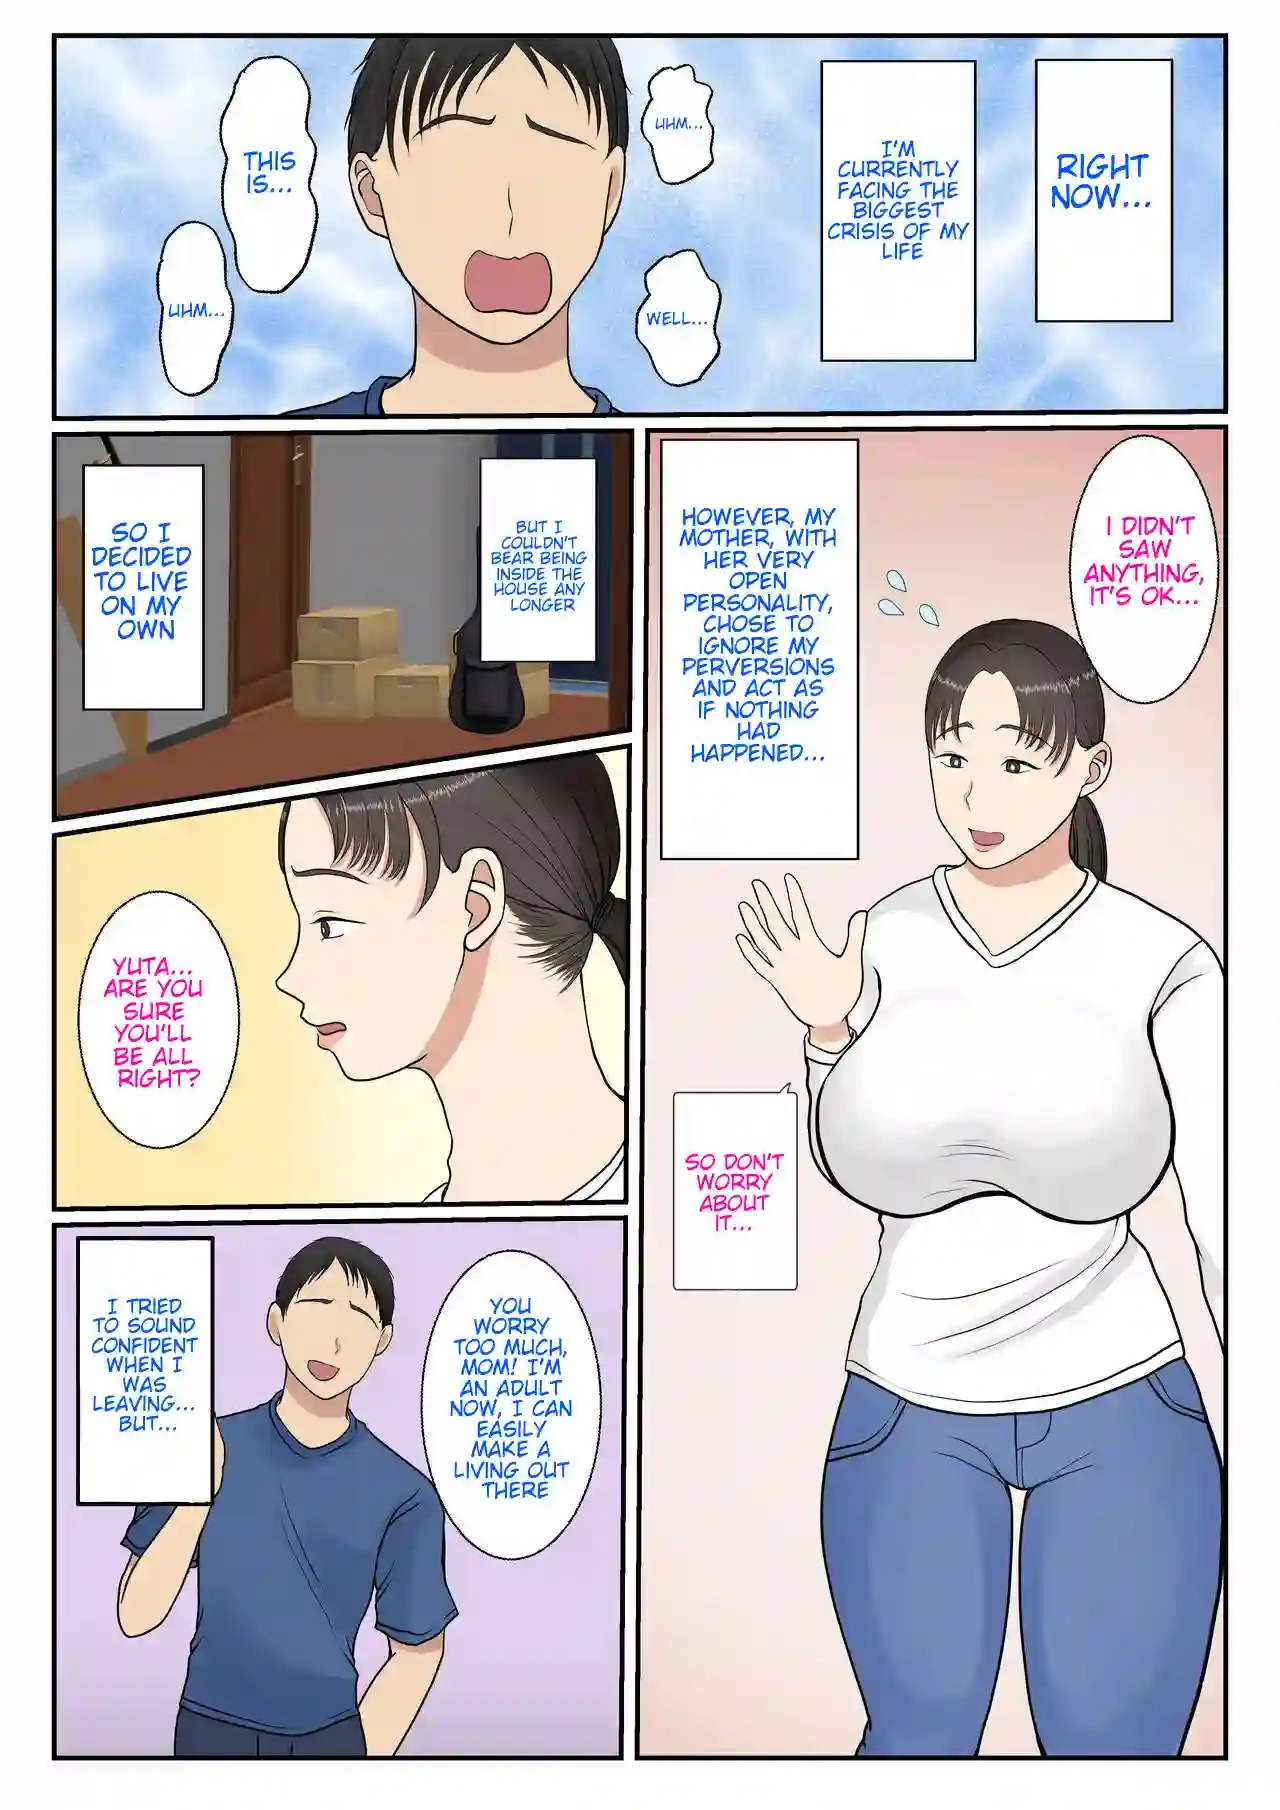 RIGHT
NOW...
I'M
CURRENTLY
FACING THE
BIGGEST
CRISIS OF MY
LIFE
UHM...
WELL...
THIS
IS...
UHM...
I DIDN'T
SAW
ANYTHING,
IT'S OK...
HOWEVER, MY
MOTHER, WITH
HER VERY
OPEN
PERSONALITY,
CHOSE TO
IGNORE MY
PERVERSIONS
AND ACT AS
IF NOTHING
HAD
HAPPENED...
SO DON'T
WORRY
ABOUT
IT...
BUT I
COULDN'T
BEAR BEING
INSIDE THE
HOUSE ANY
LONGER
SO I
DECIDED
TO LIVE
ON MY
OWN
YUTA...
ARE YOU
SURE
YOU'LL
BE ALL
RIGHT?
YOU
WORRY
TOO MUCH,
MOM! I'M
AN ADULT
NOW, I CAN
EASILY
MAKE A
LIVING OUT
THERE
I TRIED
TO SOUND
CONFIDENT
WHEN I
WAS
LEAVING...
BUT...